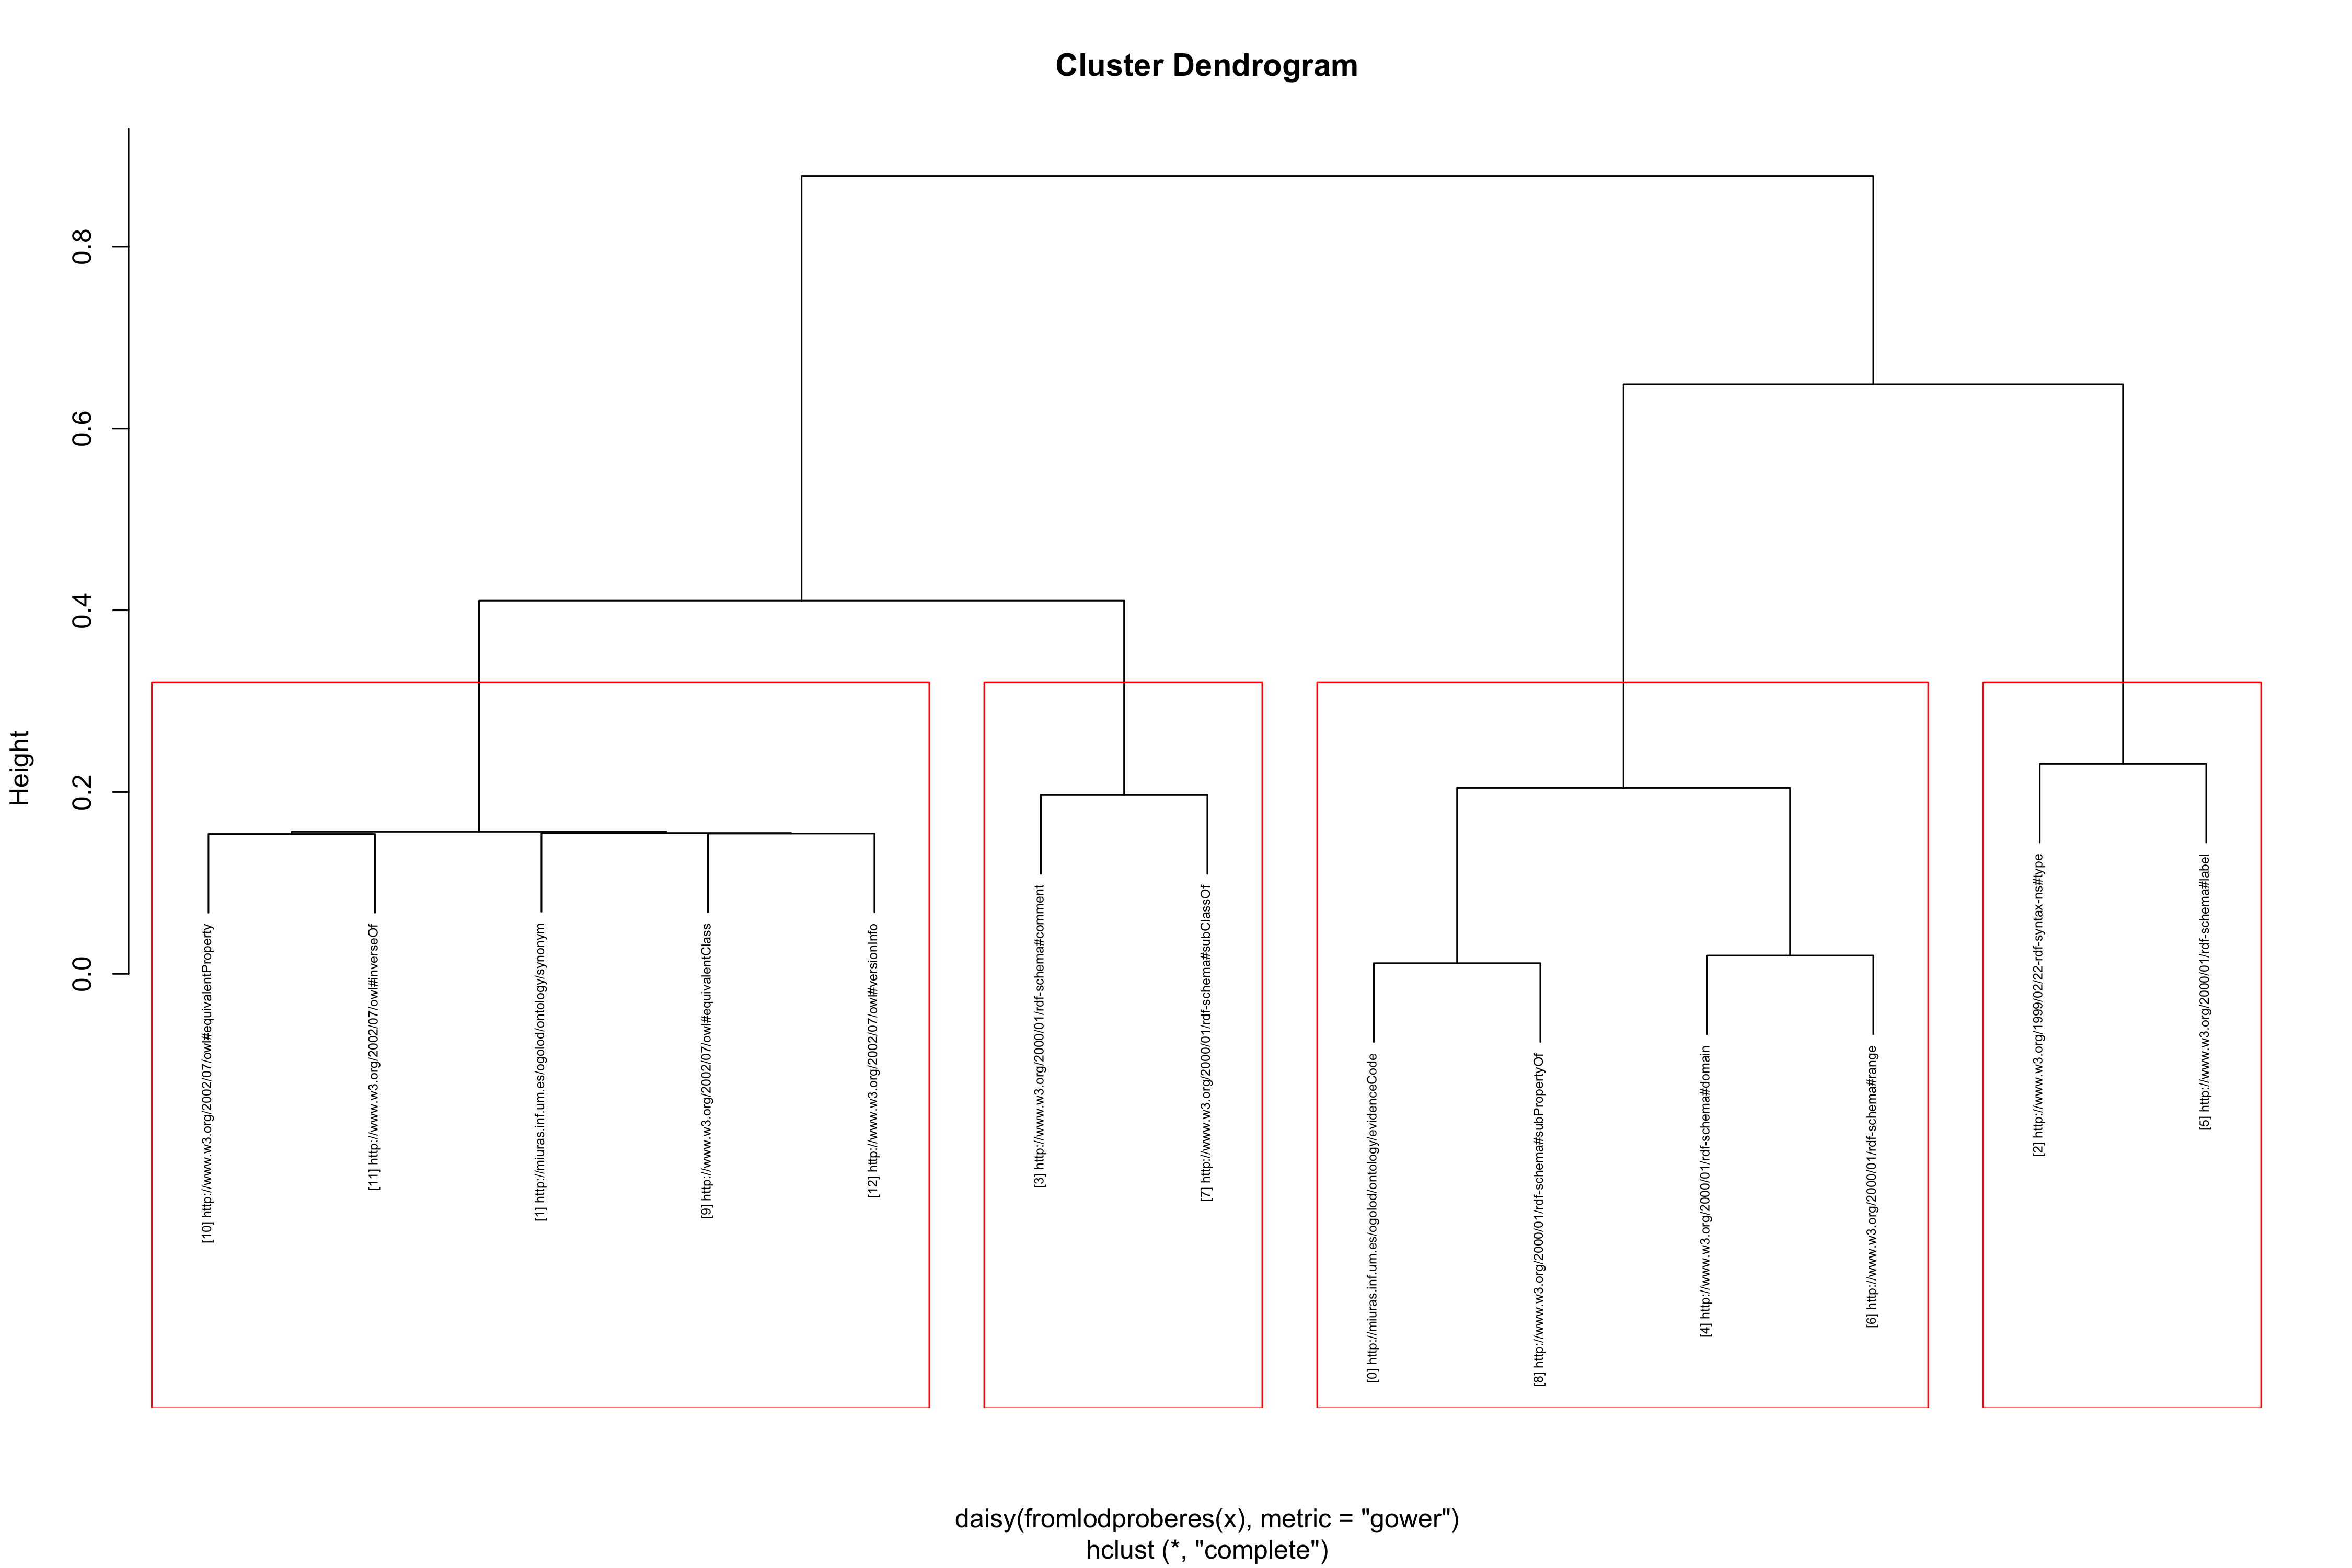 Cluster Dendrogram
Height
0.0
0.2
0.4
0.6
0.8
[10] http://www.w3.org/2002/07/owl#equivalentProperty
[11] http://www.w3.org/2002/07/owl#inverseOf
[1] http://miuras.inf.um.es/ogolod/ontology/synonym
[9] http://www.w3.org/2002/07/owl#equivalentClass
[12] http://www.w3.org/2002/07/owl#versionInfo
[3] http://www.w3.org/2000/01/rdf-schema#comment
[7] http://www.w3.org/2000/01/rdf-schema#subClassOf
[0] http://miuras.inf.um.es/ogolod/ontology/evidenceCode
[8] http://www.w3.org/2000/01/rdf-schema#subPropertyOf
[4] http://www.w3.org/2000/01/rdf-schema#domain
[6] http://www.w3.org/2000/01/rdf-schema#range
[2] http://www.w3.org/1999/02/22-rdf-syntax-ns#type
[5] http://www.w3.org/2000/01/rdf-schema#label
daisy(fromlodproberes(x), metric = "gower")
hclust (*, "complete")